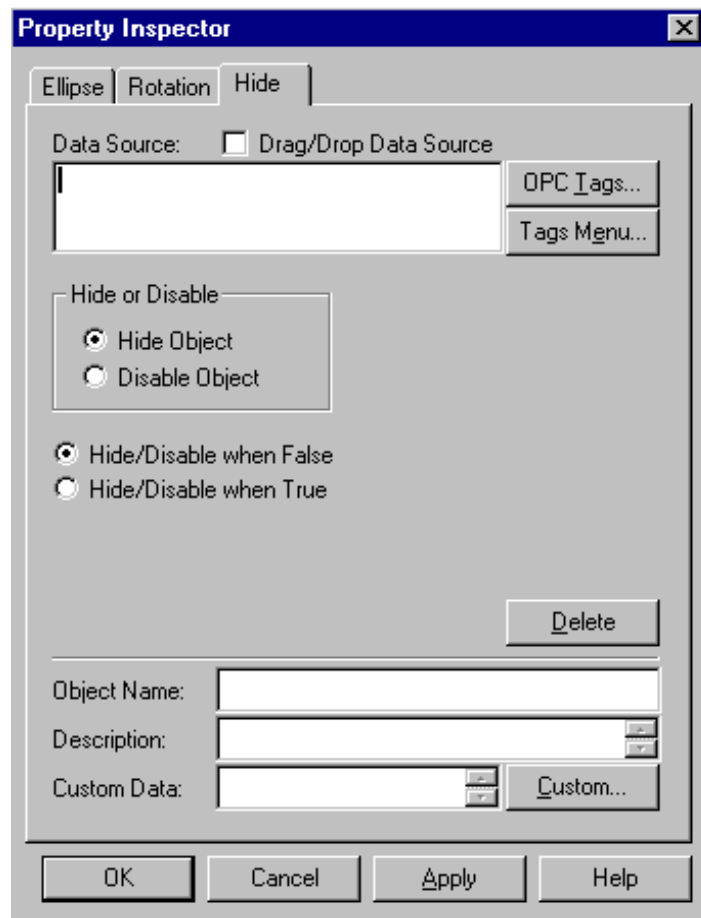 Property Inspector
Ellipse Rotation Hide
Data Source: Drag/Drop Data Source
OPC Tags...
Tags Menu...
Hide or Disable
Hide Object
Disable Object
Hide/Disable when False
Hide/Disable when True
Delete
Object Name:
Description:
Custom Data: Custom...
OK Cancel Apply Help